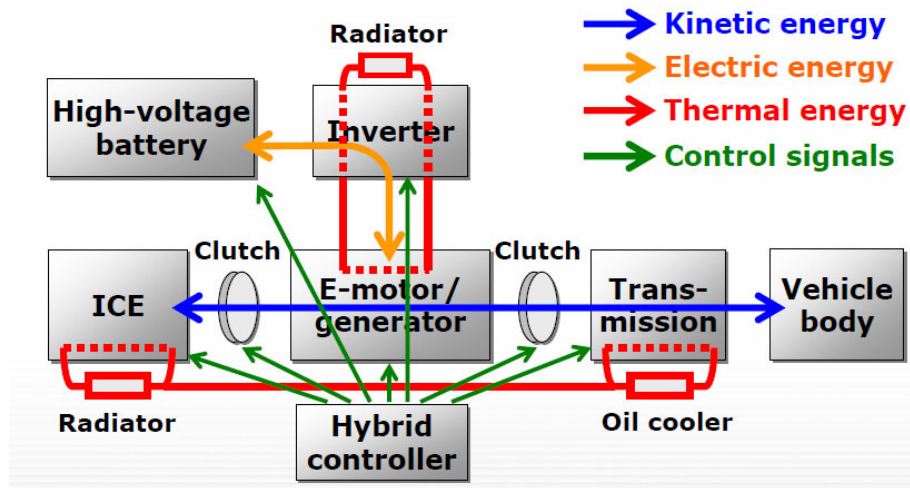 Radiator
Kinetic energy
Electric energy
Thermal energy
Control signals
High-voltage
battery
Inverter
Clutch
Clutch
ICE
E-motor/
generator
Trans-
mission
Vehicle
body
Radiator
Oil cooler
Hybrid
controller